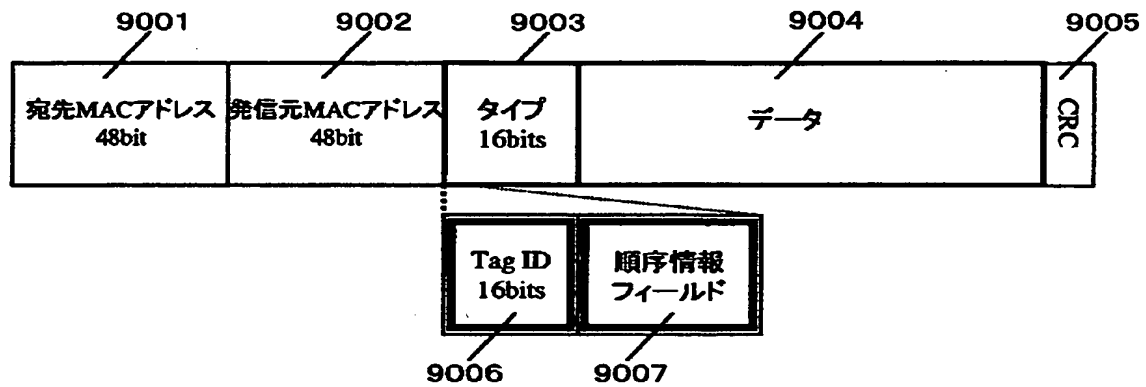 9001 9002 9003 9004 9005
宛先MACアドレス
48bit
発信元MACアドレス
48bit
タイプ
16bits
データ
CRC
Tag ID
16bits
順序情報
フィールド
9006 9007